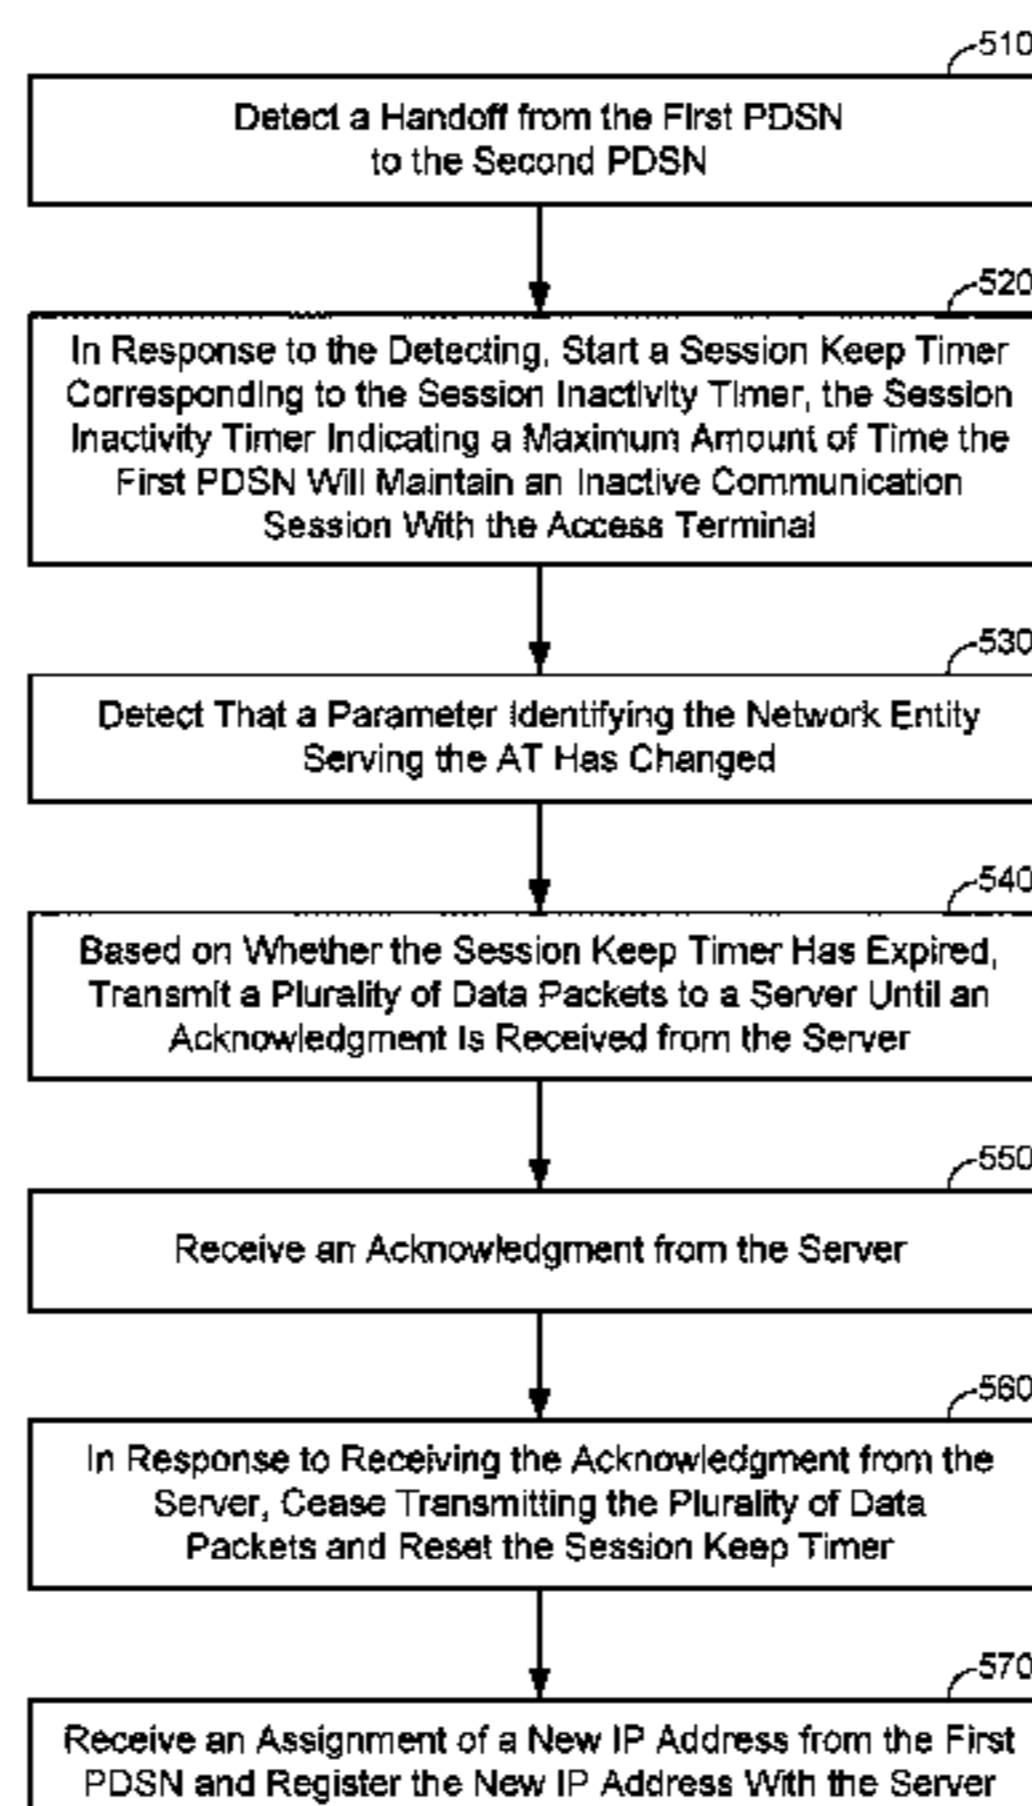 510
Detect a Handoff from the First PDSN
to the Second PDSN
520
In Response to the Detecting, Start a Session Keep Timer
Corresponding to the Session Inactivity Timer, the Session
Inactivity Timer Indicating a Maximum Amount of Time the
First PDSN Will Maintain an Inactive Communication
Session With the Access Terminal
530
Detect That a Parameter Identifying the Network Entity
Serving the AT Has Changed
540
Based on Whether the Session Keep Timer Has Expired,
Transmit a Plurality of Data Packets to a Server Until an
Acknowledgment Is Received from the Server
550
Receive an Acknowledgment from the Server
560
In Response to Receiving the Acknowledgment from the
Server, Cease Transmitting the Plurality of Data
Packets and Reset the Session Keep Timer
570
Receive an Assignment of a New IP Address from the First
PDSN and Register the New IP Address With the Server